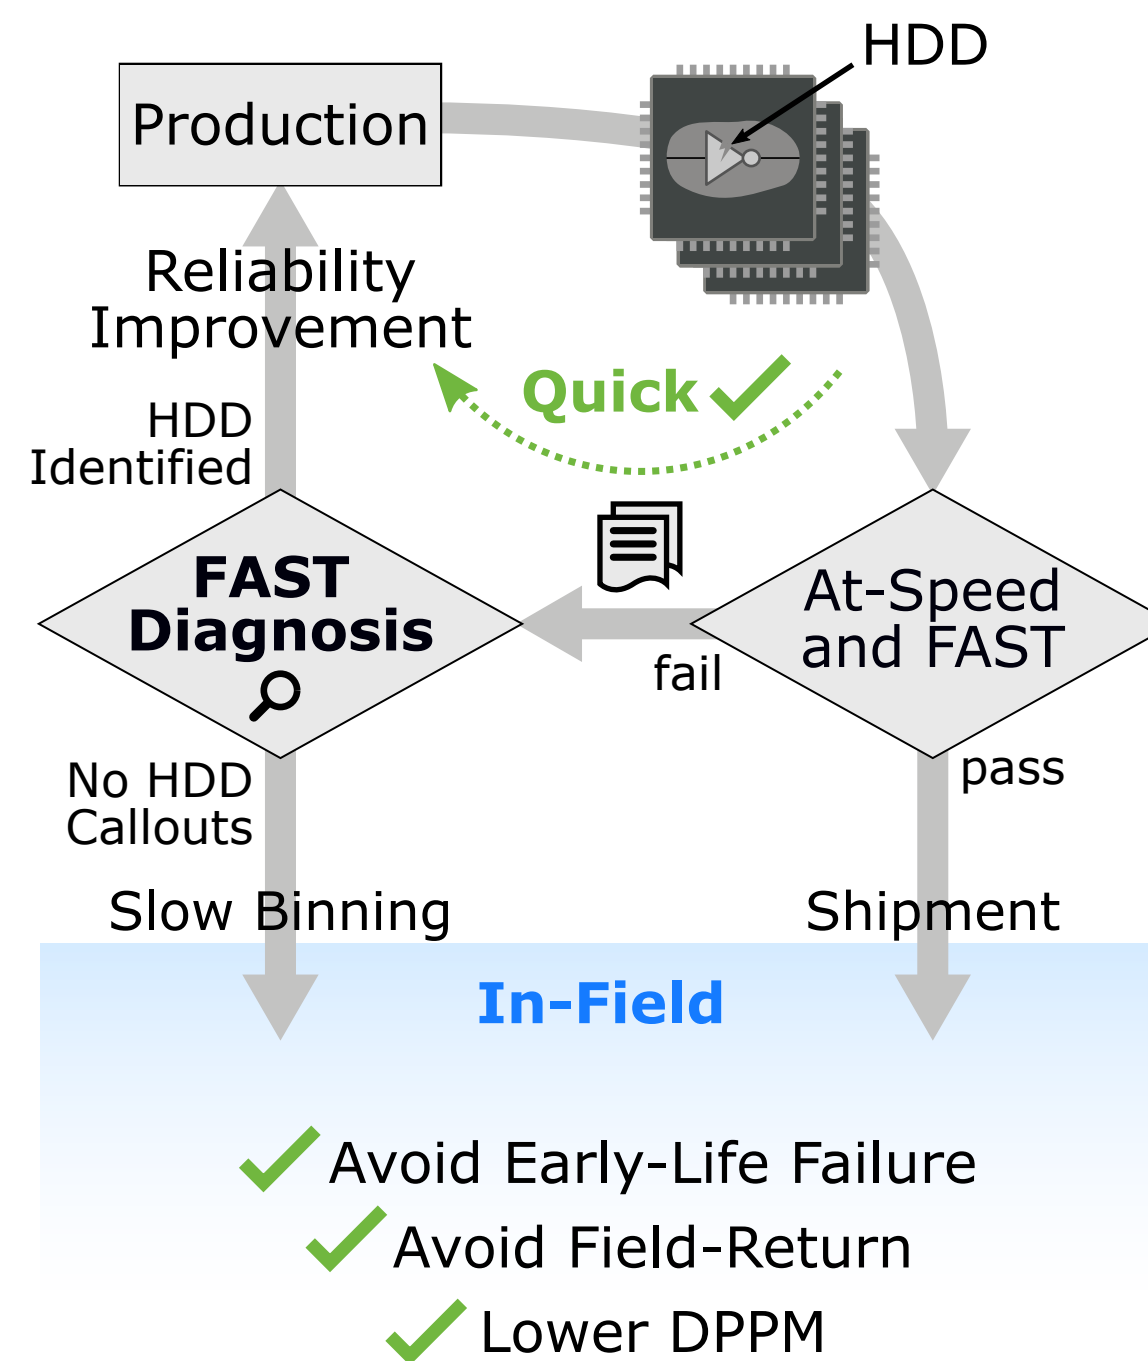 HDD
Production
Reliability
Improvement
Quick
HDD
Identified
FAST
Diagnosis
At-Speed
and FAST
fail
pass
No HDD
Callouts
Slow Binning
Shipment
In-Field
Avoid Early-Life Failure
Avoid Field-Return
Lower DPPM